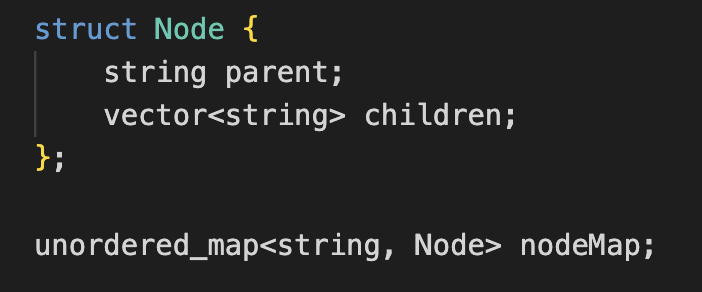 struct Node {
    string parent;
    vector<string> children;
};
unordered_map<string, Node> nodeMap;